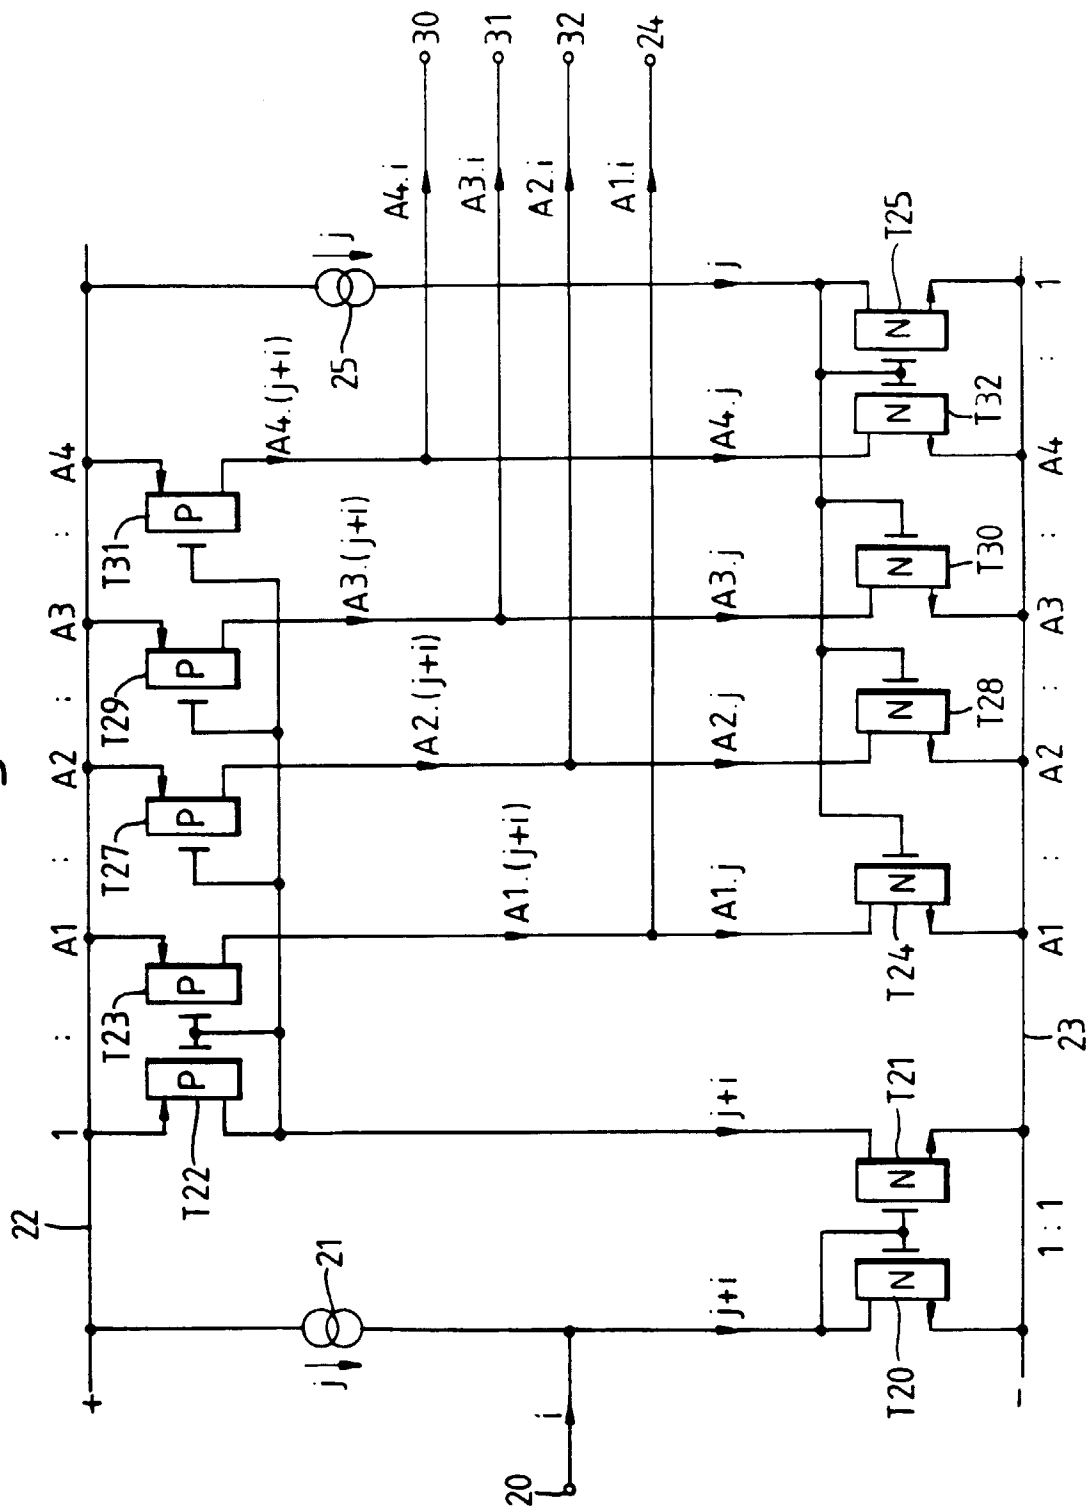 22
+
1
:
A1
:
A2
:
A3
:
A4
T22
P
T23
P
T27
P
T29
P
T31
P
21
j
25
j
A1.(j+i)
A2.(j+i)
A3.(j+i)
A4.(j+i)
20
i
A4.i
30
A3.i
31
A2.i
32
A1.i
24
j+i
j+i
A1.j
A2.j
A3.j
A4.j
j
T20
N
N
T21
T24
N
N
T28
N
T30
N
T32
N
T25
-
1 : 1
23
A1
:
A2
:
A3
:
A4
:
1